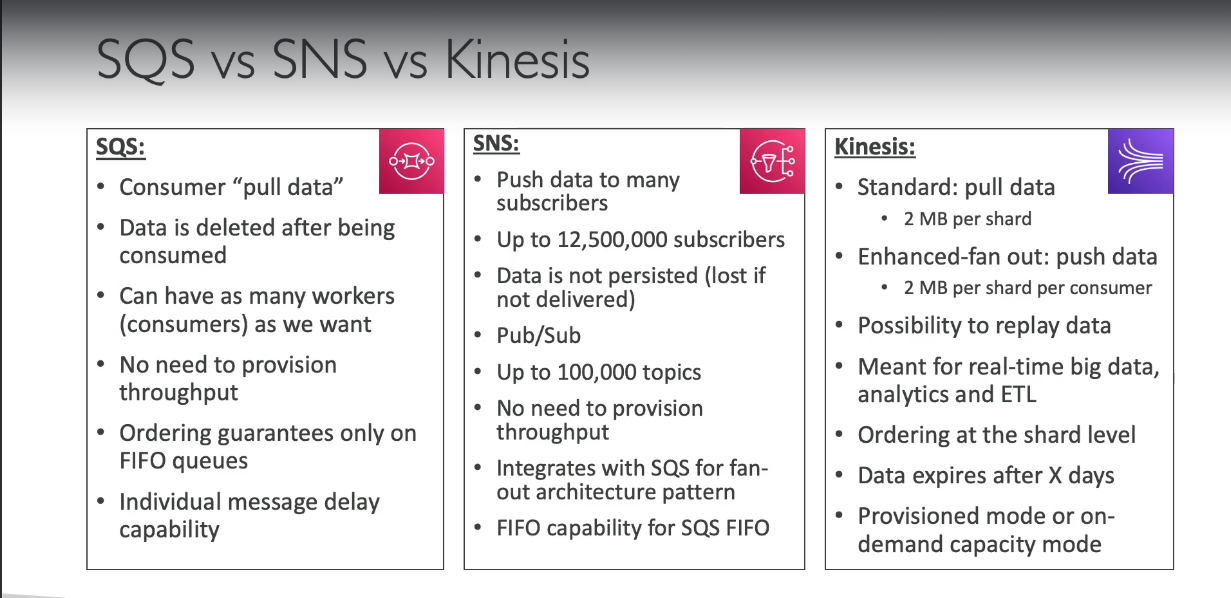 SQS vs SNS vs Kinesis
SQS:
• Consumer “pull data”
• Data is deleted after being
consumed
• Can have as many workers
(consumers) as we want
• No need to provision
throughput
• Ordering guarantees only on
FIFO queues
• Individual message delay
capability
SNS:
• Push data to many
subscribers
• Up to 12,500,000 subscribers
• Data is not persisted (lost if
not delivered)
• Pub/Sub
• Up to 100,000 topics
• No need to provision
throughput
• Integrates with SQS for fan-
out architecture pattern
• FIFO capability for SQS FIFO
Kinesis:
• Standard: pull data
• 2 MB per shard
• Enhanced-fan out: push data
• 2 MB per shard per consumer
• Possibility to replay data
• Meant for real-time big data,
analytics and ETL
• Ordering at the shard level
• Data expires after X days
• Provisioned mode or on-
demand capacity mode